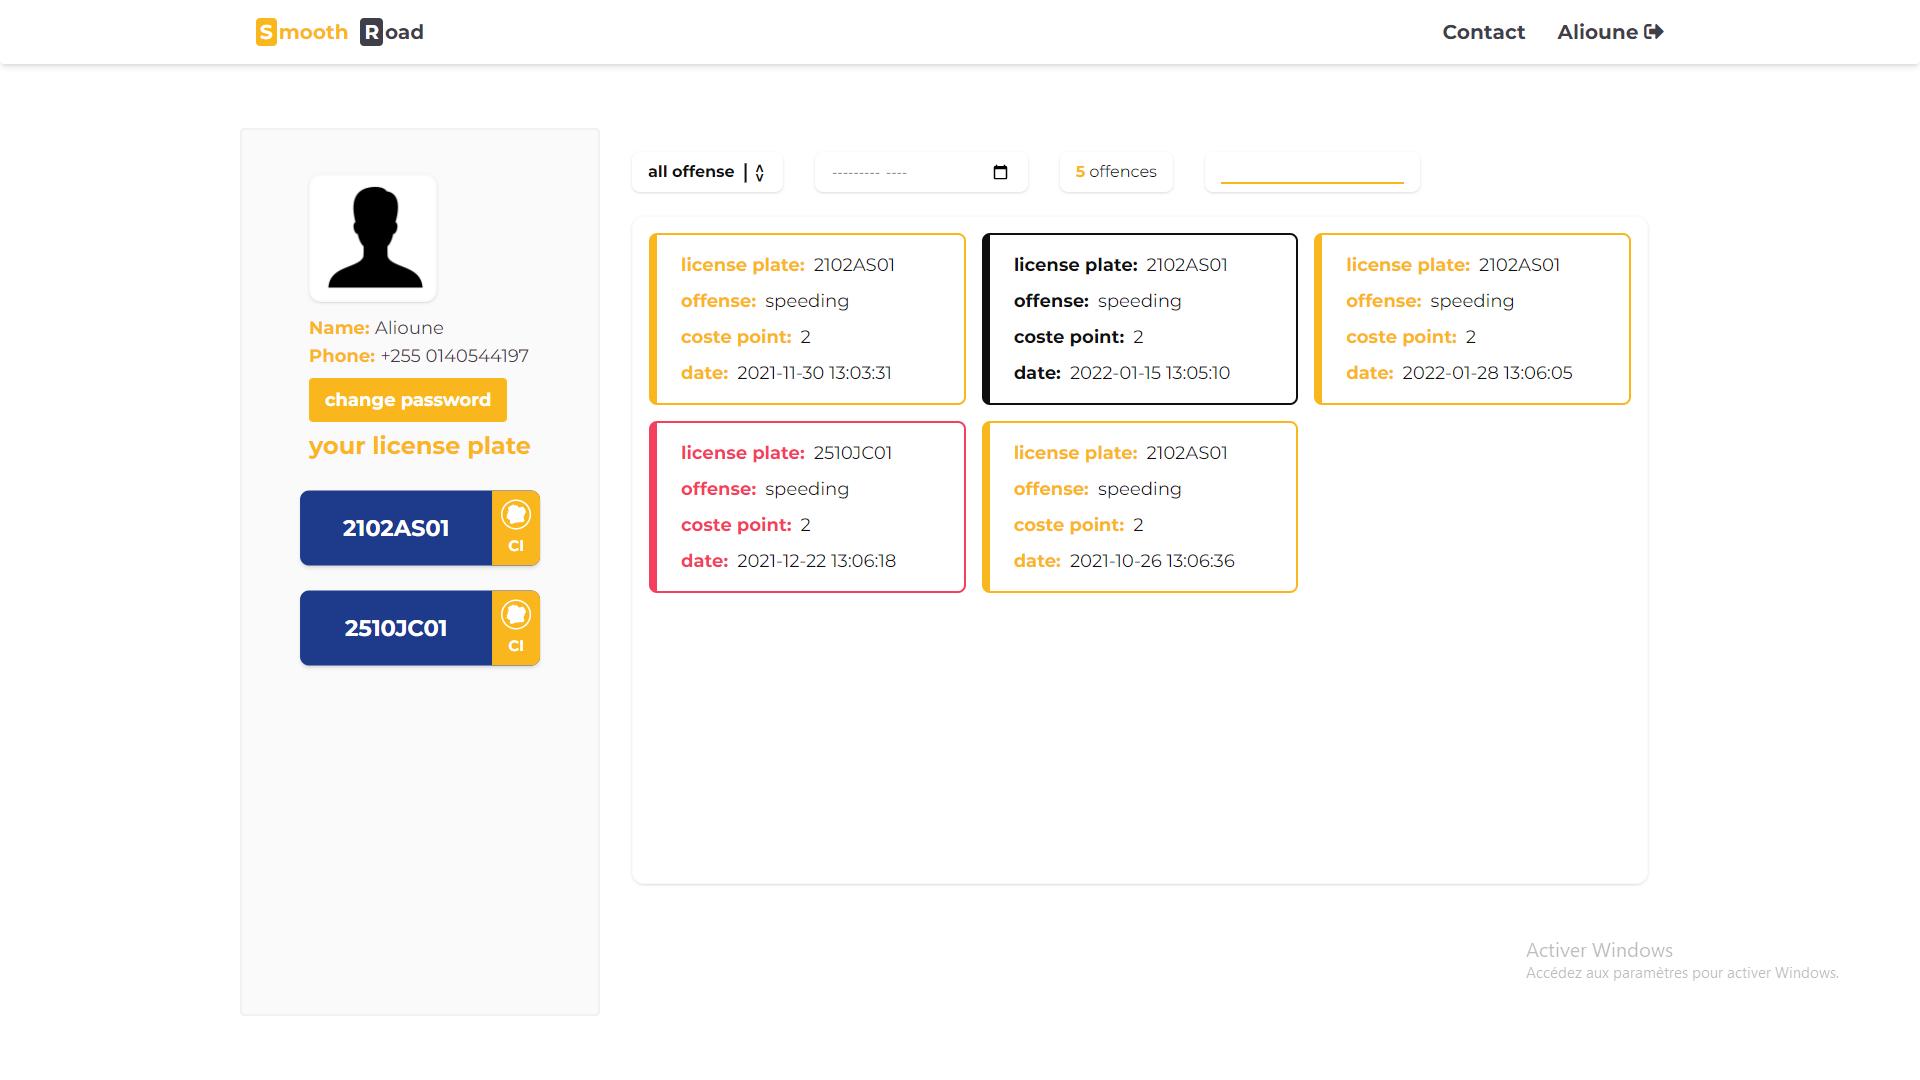 Smooth Road
Contact
Alioune
Name: Alioune
Phone: +255 0140544197
change password
your license plate
2102AS01
CI
2510JC01
CI
all offense
--------- ----
5 offences
license plate: 2102AS01
offense: speeding
coste point: 2
date: 2021-11-30 13:03:31
license plate: 2102AS01
offense: speeding
coste point: 2
date: 2022-01-15 13:05:10
license plate: 2102AS01
offense: speeding
coste point: 2
date: 2022-01-28 13:06:05
license plate: 2510JC01
offense: speeding
coste point: 2
date: 2021-12-22 13:06:18
license plate: 2102AS01
offense: speeding
coste point: 2
date: 2021-10-26 13:06:36
Activer Windows
Accédez aux paramètres pour activer Windows.